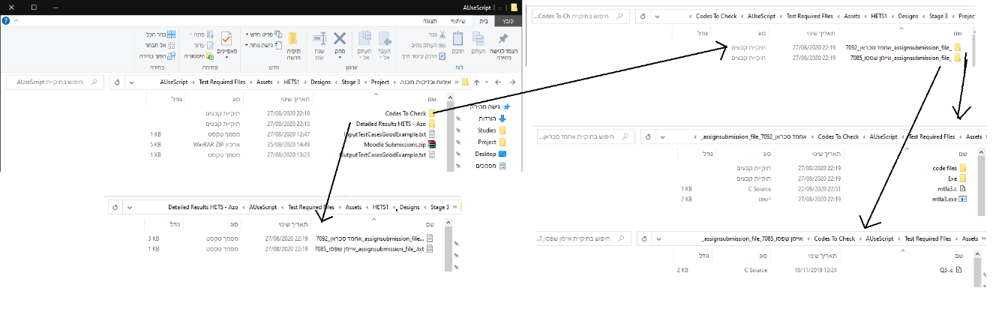 AUseScript
קובץ
בית
שיתוף
תצוגה
הצמד לגישה מהירה
העתק
הדבק
גזור
העתק נתיב
הדבק קיצור דרך
לוח
העבר אל
העתק אל
מחק
שנה שם
ארגון
תיקיה חדשה
פריט חדש
גישה נוחה
חדש
מאפיינים
פתח
ערוך
היסטוריה
פתיחה
בחר הכל
אל תבחר
הפוך בחירה
בחירה
« אימות ובדיקות תכנה › Project › Stage 3 › Designs › HETS1 › Assets › Test Required FIles › AUseScript
חיפוש בתיקיית AUseScript
שם תאריך שינוי סוג גודל
Codes To Check 27/08/2020 22:19 תיקיית קבצים
Detailed Results HETS - Azo 27/08/2020 22:13 תיקיית קבצים
InputTestCasesGoodExample.txt 27/08/2020 12:47 מסמך טקסט 1 KB
Moodle Submissions.zip 25/08/2020 14:49 ארכיון WinRAR ZIP 5 KB
OutputTestCasesGoodExample.txt 27/08/2020 13:23 מסמך טקסט 1 KB
גישה מהירה
הורדות
Studies
Project
Desktop
מסמכים
« Stage 3 › Designs › HETS1 › Assets › Test Required FIles › AUseScript › Detailed Results HETS - Azo
שם תאריך שינוי סוג גודל
אחמד סכראן_7092_assignsubmission_file... 27/08/2020 22:19 מסמך טקסט 3 KB
איימן שפסו_7085_assignsubmission_file_.txt 27/08/2020 22:19 מסמך טקסט 1 KB
Project › Stage 3 › Designs › HETS1 › Assets › Test Required FIles › AUseScript › Codes To Check
חיפוש בתיקיית Codes To Ch...
שם תאריך שינוי סוג גודל
אחמד סכראן_7092_assignsubmission_file_ 27/08/2020 22:19 תיקיית קבצים
איימן שפסו_7085_assignsubmission_file_ 27/08/2020 22:19 תיקיית קבצים
Assets › Test Required FIles › AUseScript › Codes To Check › אחמד סכראן_7092_assignsubmission_file_
חיפוש בתיקיית אחמד סכראן...
שם תאריך שינוי סוג גודל
code files 27/08/2020 22:19 תיקיית קבצים
Exe 27/08/2020 22:19 תיקיית קבצים
mtla3.c 22/08/2020 22:51 C Source 1 KB
mtla3.exe 27/08/2020 22:19 יישום 2 KB
Assets › Test Required FIles › AUseScript › Codes To Check › איימן שפסו_7085_assignsubmission_file_
חיפוש בתיקיית איימן שפסו_7...
שם תאריך שינוי סוג גודל
Q3 .c 18/11/2019 13:24 C Source 2 KB